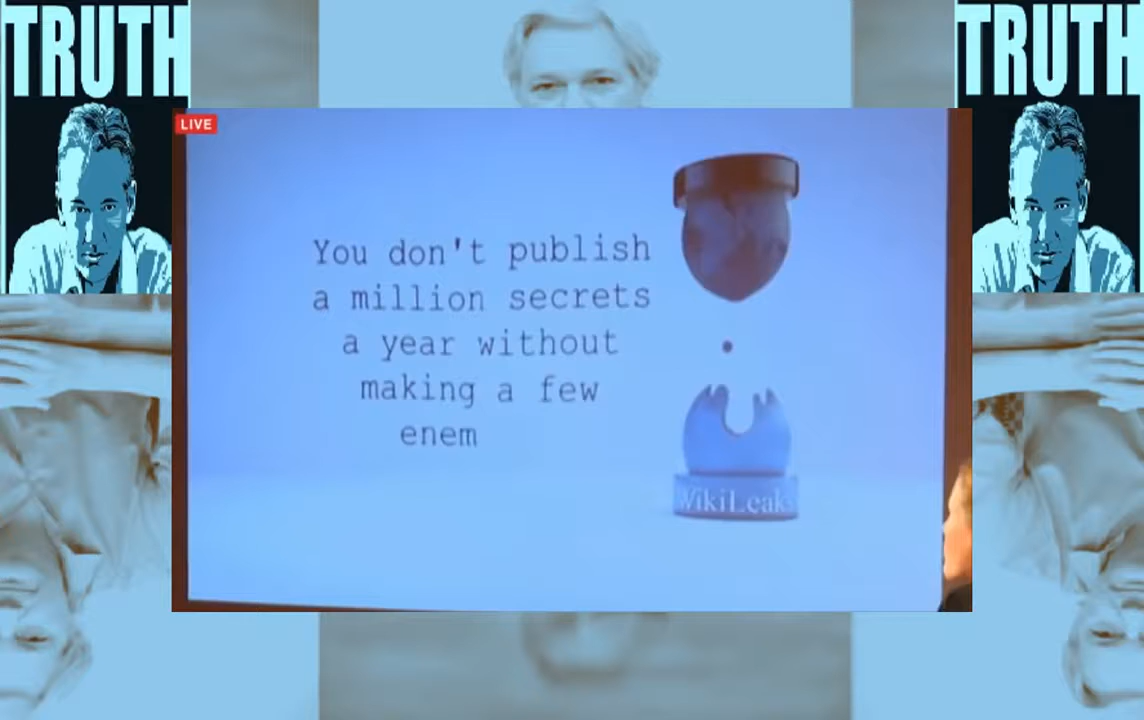 TRUTH
TRUTH
LIVE
You don't publish
a million secrets
a year without
making a few
enem
WikiLeaks